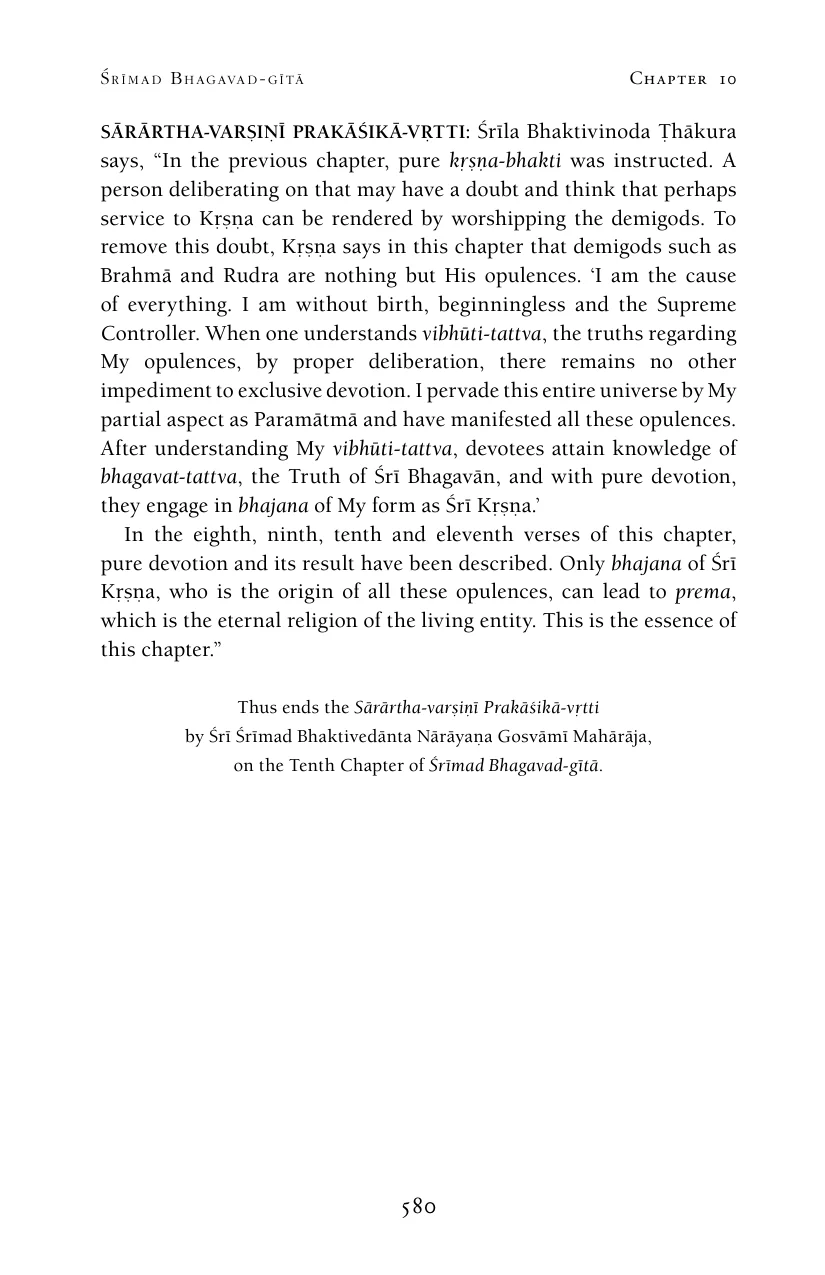 Śrīmad Bhagavad-gītā Chapter 10
SĀRĀRTHA-VARṢIṆĪ PRAKĀŚIKĀ-VṚTTI: Śrīla Bhaktivinoda Ṭhākura
says, “In the previous chapter, pure kṛṣṇa-bhakti was instructed. A
person deliberating on that may have a doubt and think that perhaps
service to Kṛṣṇa can be rendered by worshipping the demigods. To
remove this doubt, Kṛṣṇa says in this chapter that demigods such as
Brahmā and Rudra are nothing but His opulences. ‘I am the cause
of everything. I am without birth, beginningless and the Supreme
Controller. When one understands vibhūti-tattva, the truths regarding
My opulences, by proper deliberation, there remains no other
impediment to exclusive devotion. I pervade this entire universe by My
partial aspect as Paramātmā and have manifested all these opulences.
After understanding My vibhūti-tattva, devotees attain knowledge of
bhagavat-tattva, the Truth of Śrī Bhagavān, and with pure devotion,
they engage in bhajana of My form as Śrī Kṛṣṇa.’
In the eighth, ninth, tenth and eleventh verses of this chapter,
pure devotion and its result have been described. Only bhajana of Śrī
Kṛṣṇa, who is the origin of all these opulences, can lead to prema,
which is the eternal religion of the living entity. This is the essence of
this chapter.”
Thus ends the Sārārtha-varṣiṇī Prakāśikā-vṛtti
by Śrī Śrīmad Bhaktivedānta Nārāyaṇa Gosvāmī Mahārāja,
on the Tenth Chapter of Śrīmad Bhagavad-gītā.
580